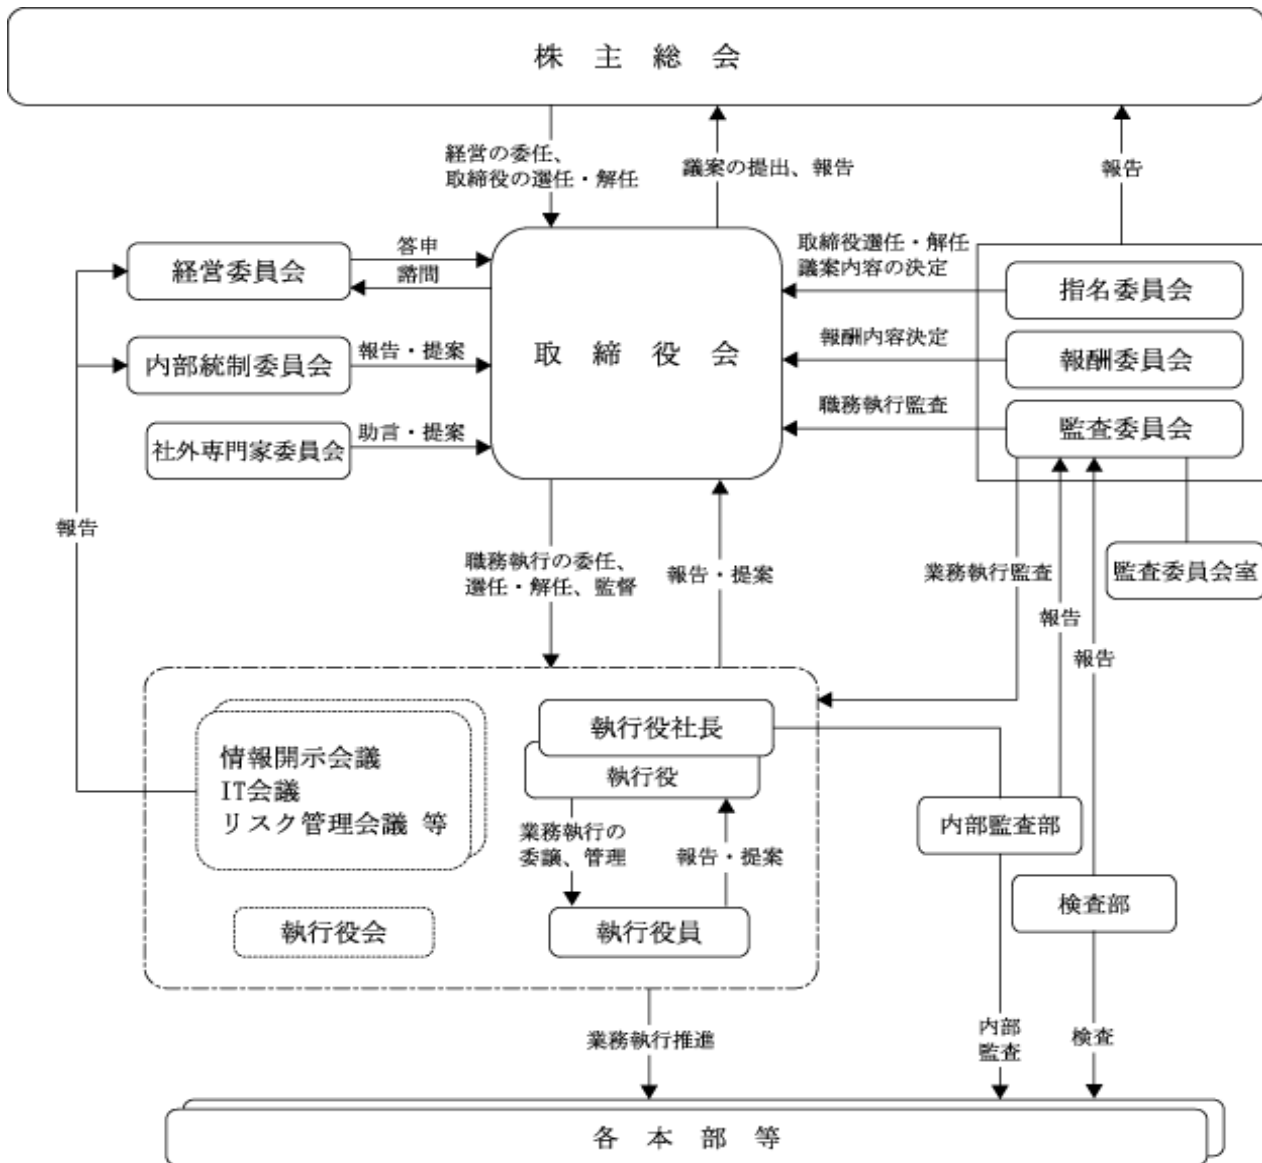 株主総会
経営の委任、
取締役の選任・解任
議案の提出、報告
報告
経営委員会
答申
諮問
内部統制委員会
報告・提案
社外専門家委員会
助言・提案
取締役会
取締役選任・解任
議案内容の決定
指名委員会
報酬内容決定
報酬委員会
職務執行監査
監査委員会
報告
職務執行の委任、
選任・解任、監督
報告・提案
業務執行監査
監査委員会室
報告
報告
情報開示会議
IT会議
リスク管理会議 等
執行役社長
執行役
業務執行の
委譲、管理
報告・提案
執行役会
執行役員
内部監査部
検査部
業務執行推進
内部
監査
検査
各本部等